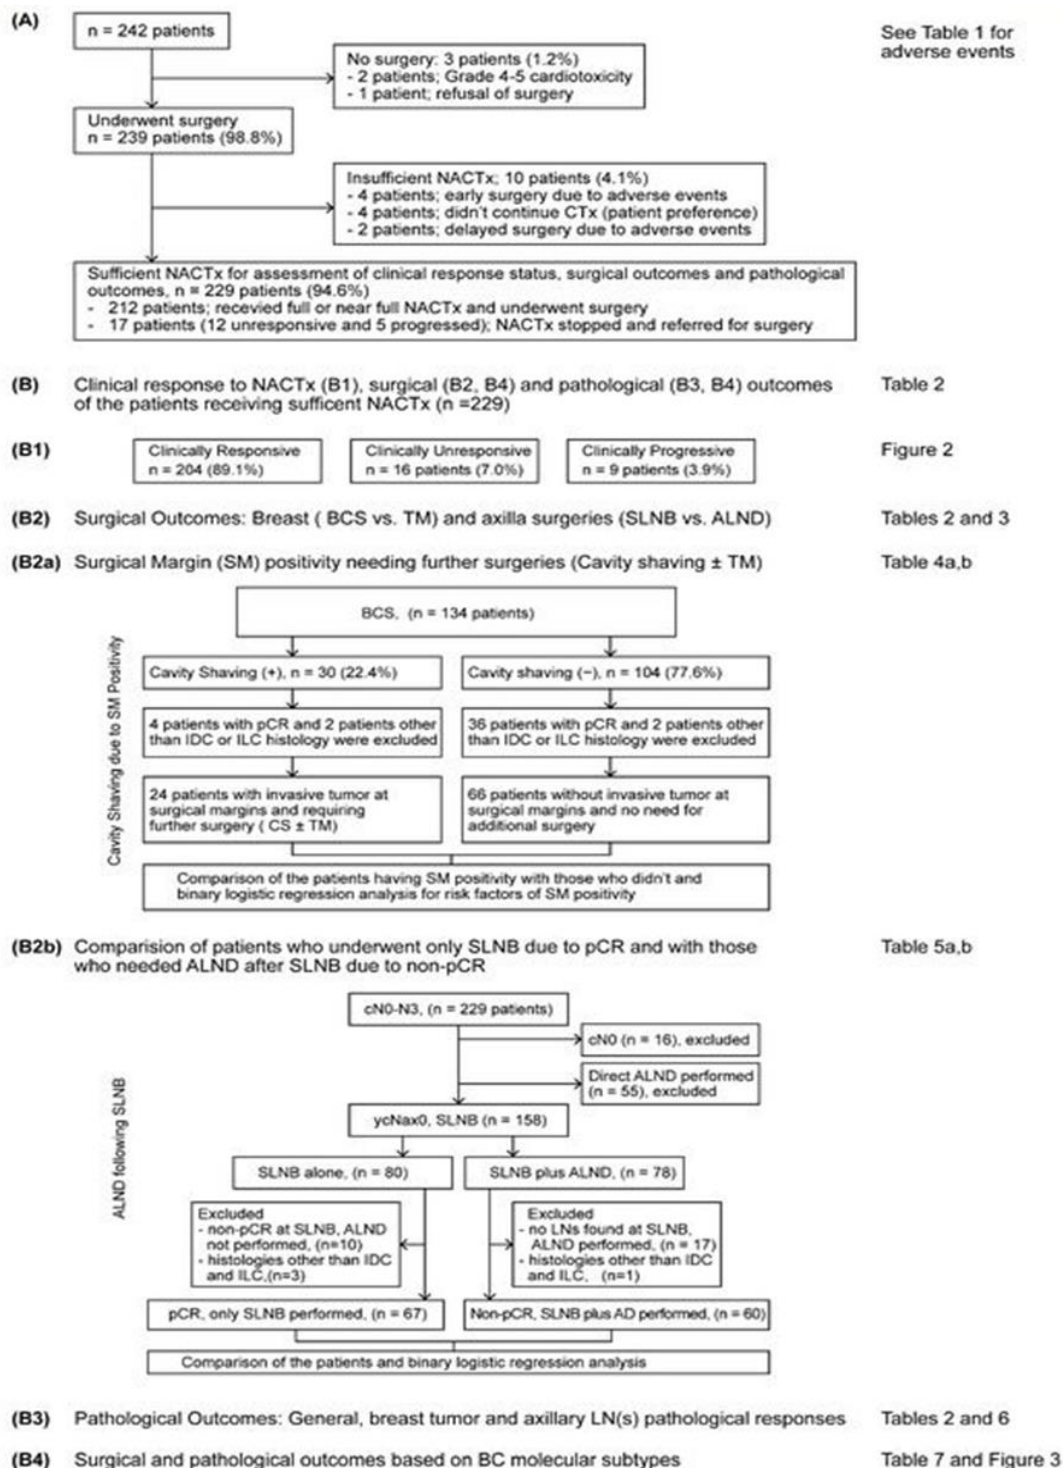 (A)
n = 242 patients
See Table 1 for
adverse events
No surgery: 3 patients (1.2%)
- 2 patients; Grade 4-5 cardiotoxicity
- 1 patient; refusal of surgery
Underwent surgery
n = 239 patients (98.8%)
Insufficient NACTx; 10 patients (4.1%)
- 4 patients; early surgery due to adverse events
- 4 patients; didn't continue CTx (patient preference)
- 2 patients; delayed surgery due to adverse events
Sufficient NACTx for assessment of clinical response status, surgical outcomes and pathological
outcomes, n = 229 patients (94.6%)
- 212 patients; recevied full or near full NACTx and underwent surgery
- 17 patients (12 unresponsive and 5 progressed); NACTx stopped and referred for surgery
(B) Clinical response to NACTx (B1), surgical (B2, B4) and pathological (B3, B4) outcomes
of the patients receiving sufficent NACTx (n =229)
Table 2
(B1)
Clinically Responsive
n = 204 (89.1%)
Clinically Unresponsive
n = 16 patients (7.0%)
Clinically Progressive
n = 9 patients (3.9%)
Figure 2
(B2) Surgical Outcomes: Breast ( BCS vs. TM) and axilla surgeries (SLNB vs. ALND)
Tables 2 and 3
(B2a) Surgical Margin (SM) positivity needing further surgeries (Cavity shaving ± TM)
Table 4a,b
Cavity Shaving due to SM Positivity
BCS, (n = 134 patients)
Cavity Shaving (+), n = 30 (22.4%)
Cavity shaving (−), n = 104 (77.6%)
4 patients with pCR and 2 patients other
than IDC or ILC histology were excluded
36 patients with pCR and 2 patients other
than IDC or ILC histology were excluded
24 patients with invasive tumor at
surgical margins and requiring
further surgery ( CS ± TM)
66 patients without invasive tumor at
surgical margins and no need for
additional surgery
Comparison of the patients having SM positivity with those who didn't and
binary logistic regression analysis for risk factors of SM positivity
(B2b) Comparision of patients who underwent only SLNB due to pCR and with those
who needed ALND after SLNB due to non-pCR
Table 5a,b
ALND following SLNB
cN0-N3, (n = 229 patients)
cN0 (n = 16), excluded
Direct ALND performed
(n = 55), excluded
ycNax0, SLNB (n = 158)
SLNB alone, (n = 80)
SLNB plus ALND, (n = 78)
Excluded
- non-pCR at SLNB, ALND
not performed, (n=10)
- histologies other than IDC
and ILC,(n=3)
Excluded
- no LNs found at SLNB,
ALND performed, (n = 17)
- histologies other than IDC
and ILC, (n=1)
pCR, only SLNB performed, (n = 67)
Non-pCR, SLNB plus AD performed, (n = 60)
Comparison of the patients and binary logistic regression analysis
(B3) Pathological Outcomes: General, breast tumor and axillary LN(s) pathological responses
Tables 2 and 6
(B4) Surgical and pathological outcomes based on BC molecular subtypes
Table 7 and Figure 3